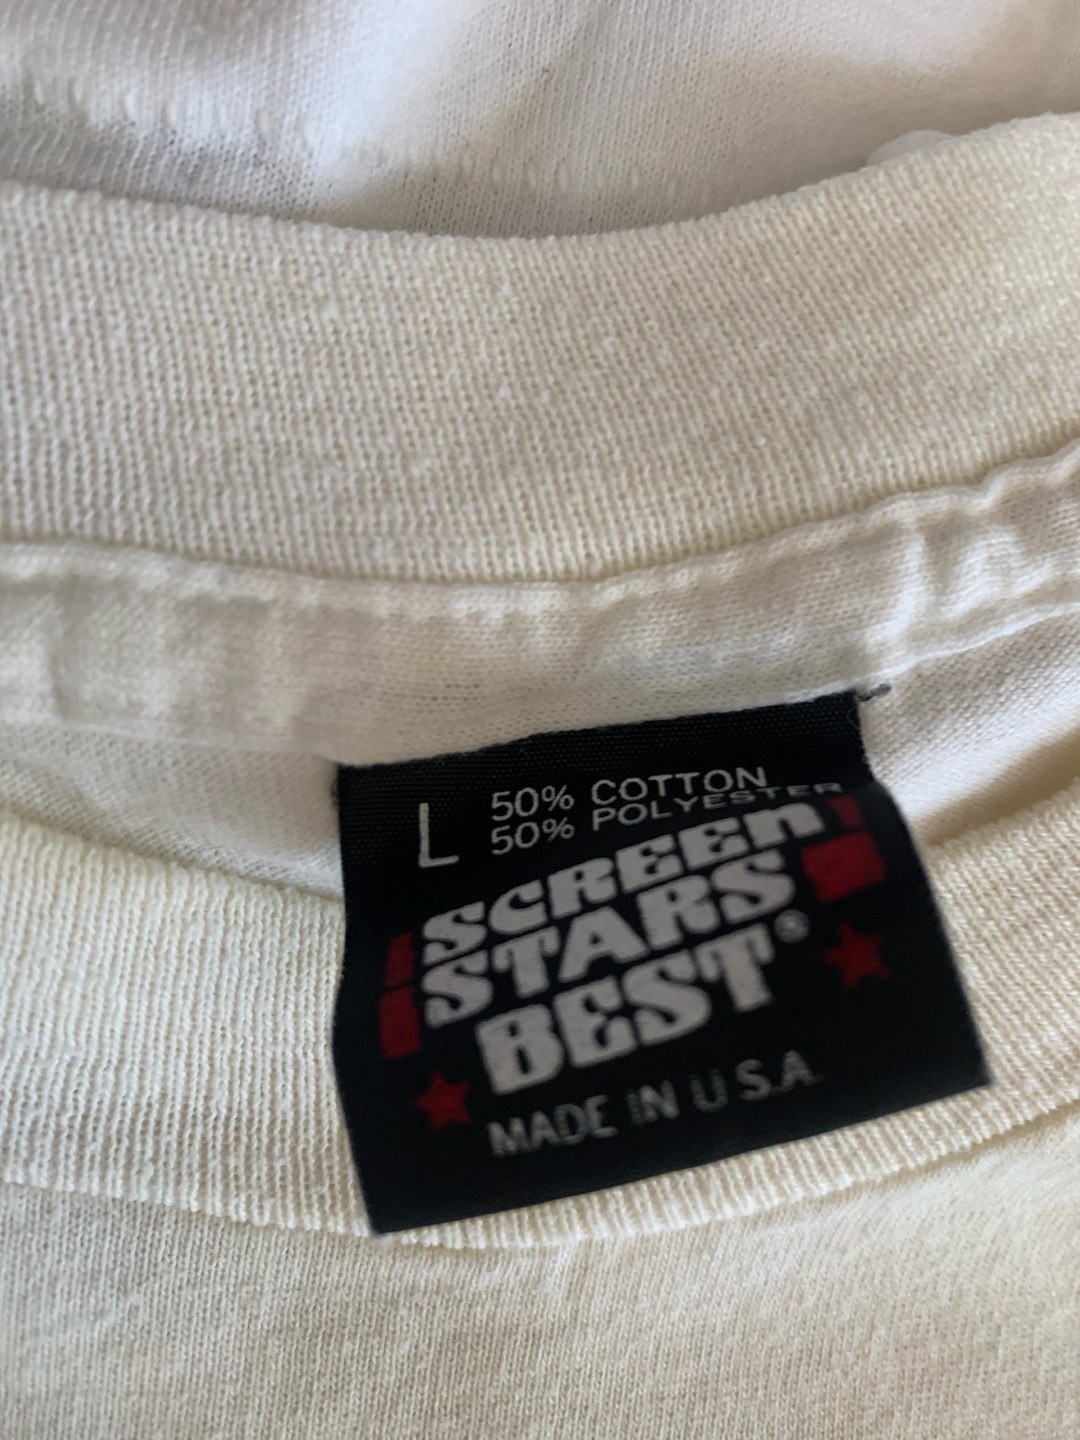 L
50% COTTON
50% POLYESTER
SCREEn
STARS
BEST®
MADE IN U.S.A.